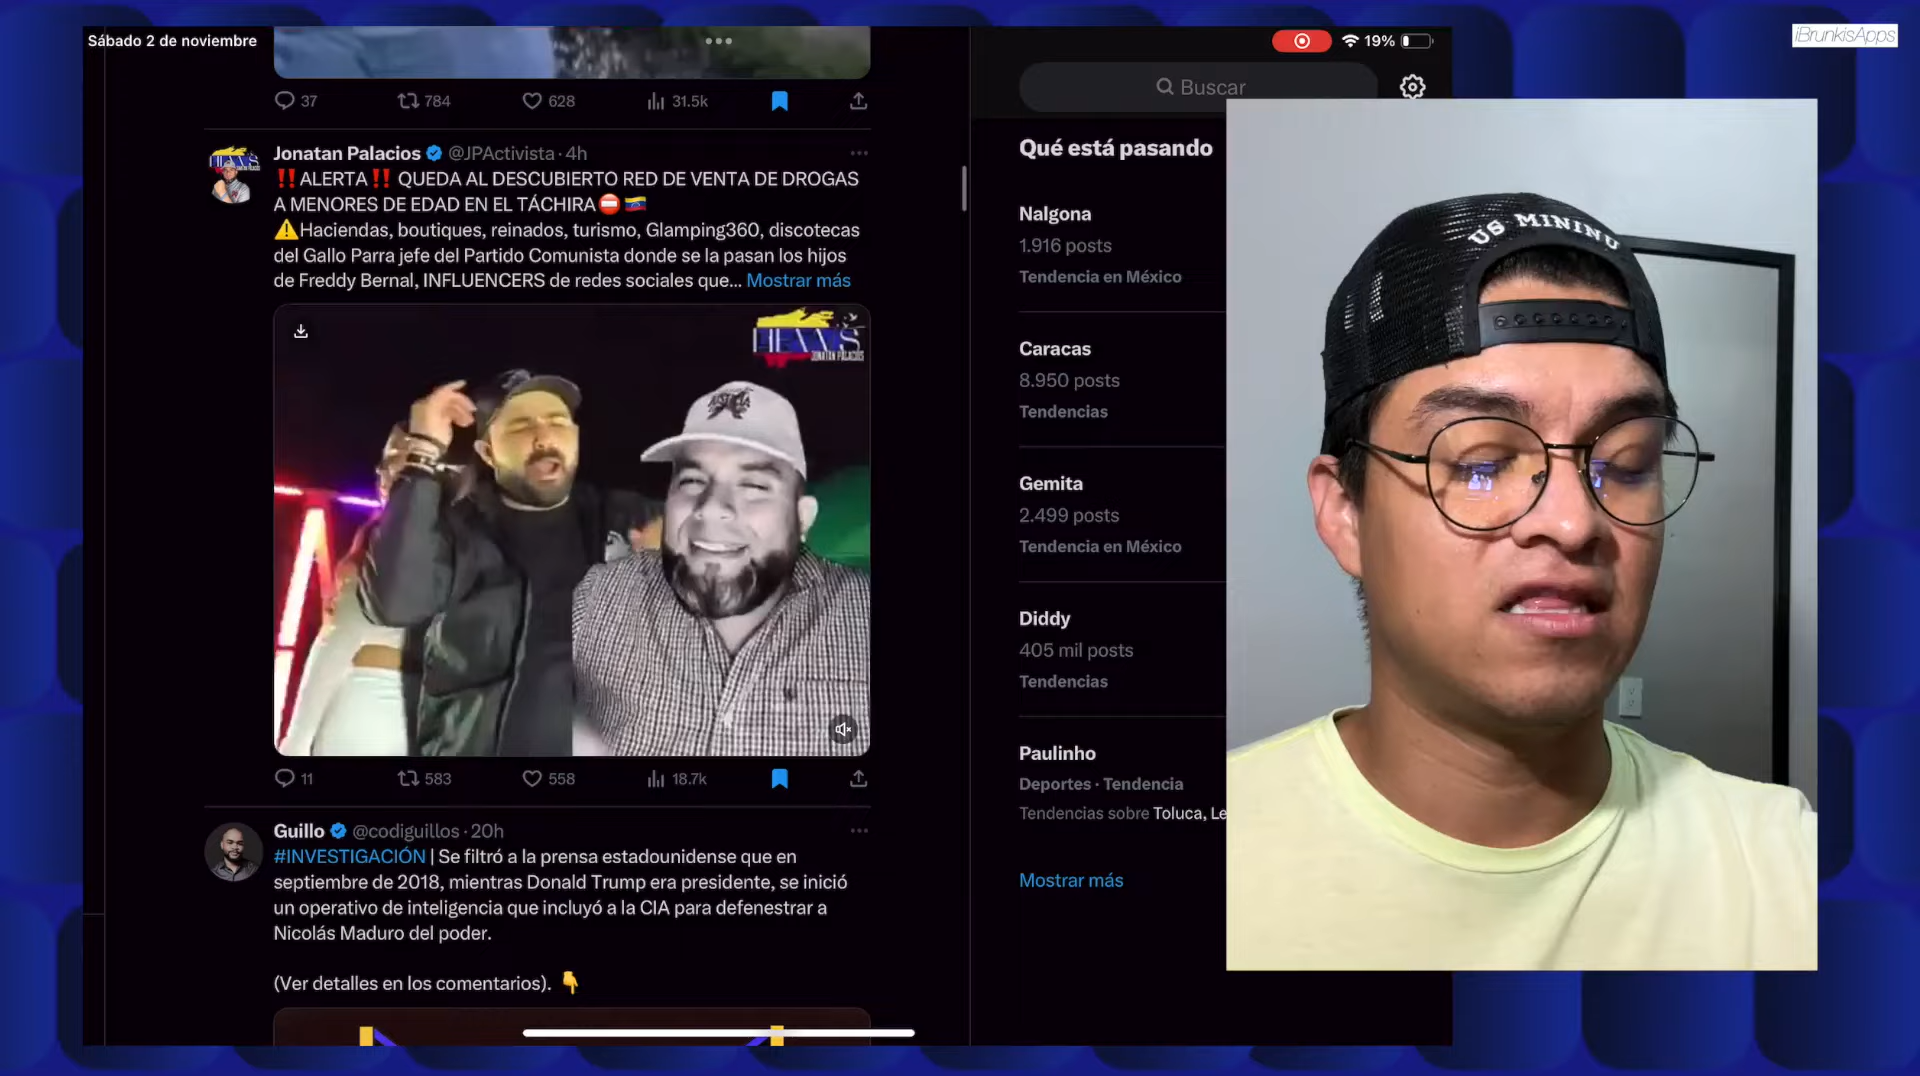 Sábado 2 de noviembre
19%
iBrunkisApps
Buscar
37
784
628
31.5k
Jonatan Palacios @JPActivista · 4h
‼️ALERTA‼️ QUEDA AL DESCUBIERTO RED DE VENTA DE DROGAS
A MENORES DE EDAD EN EL TÁCHIRA⛔🇻🇪
⚠️Haciendas, boutiques, reinados, turismo, Glamping360, discotecas
del Gallo Parra jefe del Partido Comunista donde se la pasan los hijos
de Freddy Bernal, INFLUENCERS de redes sociales que... Mostrar más
JONATAN PALACIOS
11
583
558
18.7k
Guillo @codiguillos · 20h
#INVESTIGACIÓN | Se filtró a la prensa estadounidense que en
septiembre de 2018, mientras Donald Trump era presidente, se inició
un operativo de inteligencia que incluyó a la CIA para defenestrar a
Nicolás Maduro del poder.
(Ver detalles en los comentarios). 👇
Qué está pasando
Nalgona
1.916 posts
Tendencia en México
Caracas
8.950 posts
Tendencias
Gemita
2.499 posts
Tendencia en México
Diddy
405 mil posts
Tendencias
Paulinho
Deportes · Tendencia
Tendencias sobre Toluca, Le
Mostrar más
US MINING